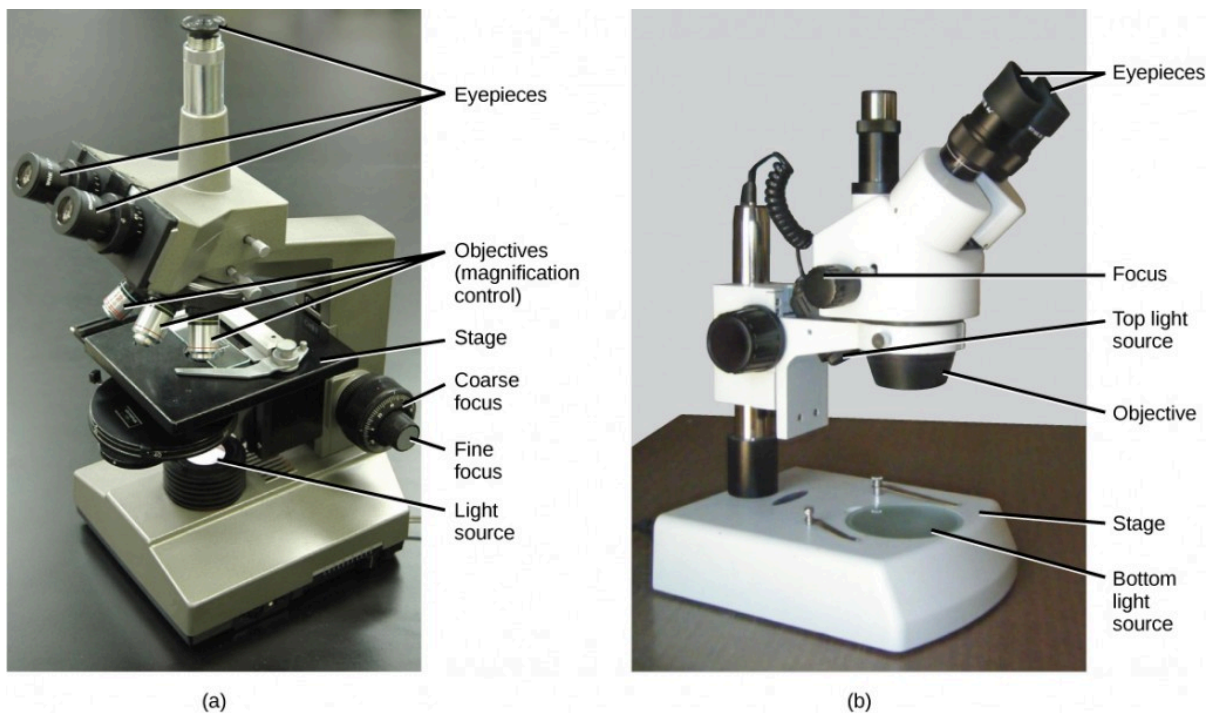 Eyepieces
Objectives
(magnification
control)
Stage
Coarse
focus
Fine
focus
Light
source
(a)
Eyepieces
Focus
Top light
source
Objective
Stage
Bottom
light
source
(b)